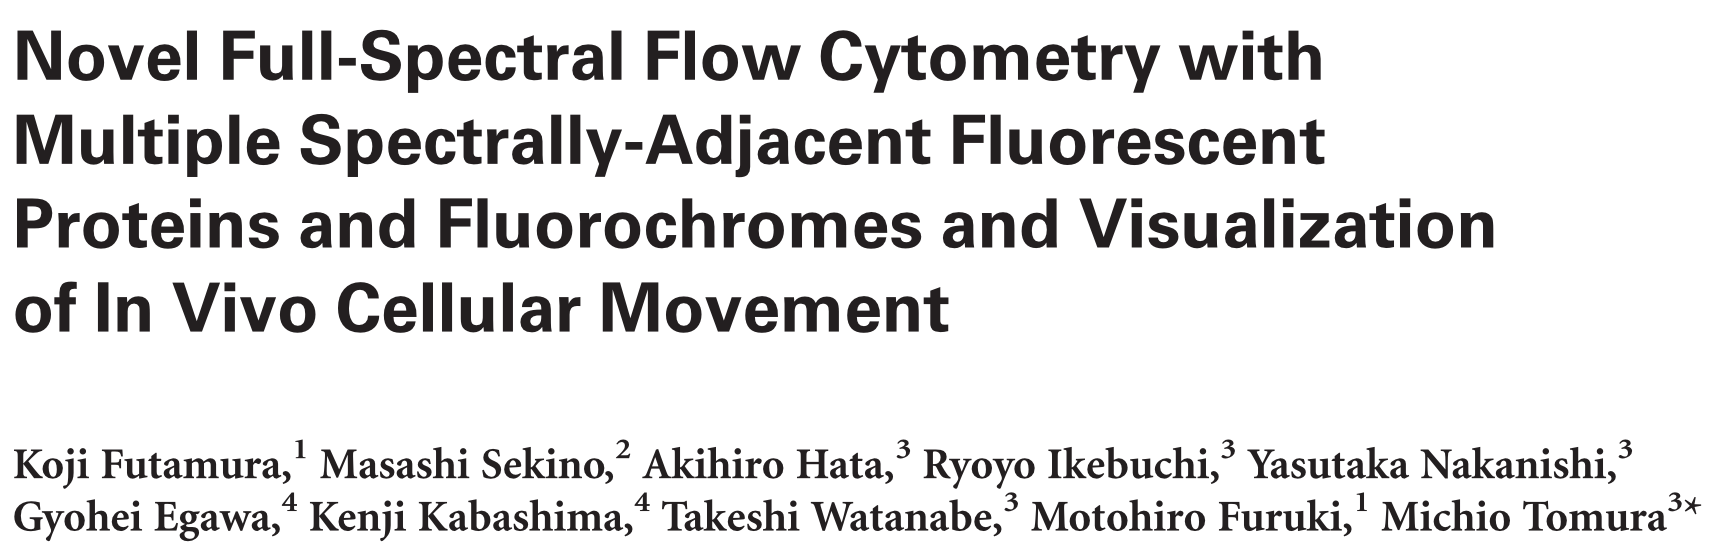 Novel Full-Spectral Flow Cytometry with
Multiple Spectrally-Adjacent Fluorescent
Proteins and Fluorochromes and Visualization
of In Vivo Cellular Movement
Koji Futamura,¹ Masashi Sekino,² Akihiro Hata,³ Ryoyo Ikebuchi,³ Yasutaka Nakanishi,³
Gyohei Egawa,⁴ Kenji Kabashima,⁴ Takeshi Watanabe,³ Motohiro Furuki,¹ Michio Tomura³*